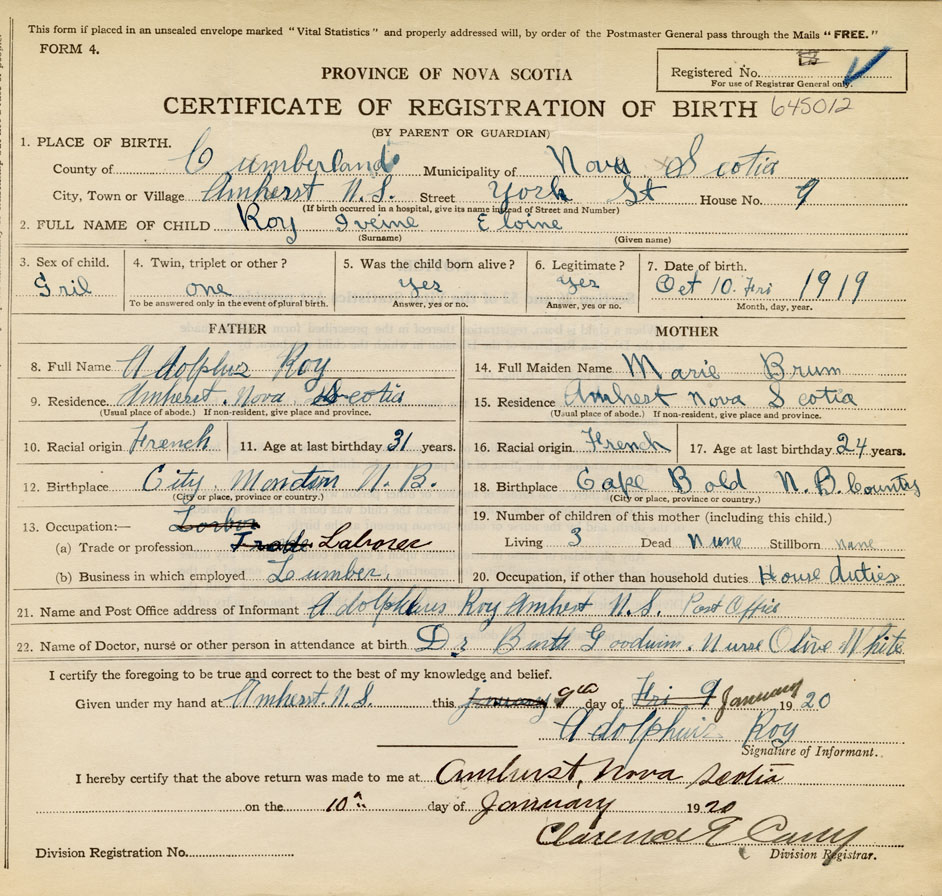 This form if placed in an unsealed envelope marked "Vital Statistics" and properly addressed will, by order of the Postmaster General pass through the Mails "FREE."
FORM 4.
PROVINCE OF NOVA SCOTIA
Registered No.
For use of Registrar General only.
CERTIFICATE OF REGISTRATION OF BIRTH 645012
(BY PARENT OR GUARDIAN)
1. PLACE OF BIRTH.
County of Cumberland Municipality of Nova Scotia
City, Town or Village Amherst N.S. Street York St House No. 9
(If birth occurred in a hospital, give its name instead of Street and Number)
2. FULL NAME OF CHILD Roy Iveine Eloine
(Surname) (Given name)
3. Sex of child. 4. Twin, triplet or other? 5. Was the child born alive? 6. Legitimate? 7. Date of birth.
Gril one Yes Yes Oct 10. Fri 1919
To be answered only in the event of plural birth. Answer, yes or no. Answer, yes or no. Month, day, year.
FATHER MOTHER
8. Full Name Adolphus Roy
14. Full Maiden Name Marie Brum
9. Residence Amherst. Nova Scotia
(Usual place of abode.) If non-resident, give place and province.
15. Residence Amherst Nova Scotia
(Usual place of abode.) If non-resident, give place and province.
10. Racial origin French 11. Age at last birthday 31 years.
16. Racial origin French 17. Age at last birthday 24 years.
12. Birthplace City Moncton N.B.
(City or place, province or country.)
18. Birthplace Cape Bold N.B. County
(City or place, province or country.)
13. Occupation:—
(a) Trade or profession Trade Laborer
(b) Business in which employed Lumber.
19. Number of children of this mother (including this child.)
Living 3 Dead None Stillborn None
20. Occupation, if other than household duties House duties
21. Name and Post Office address of Informant Adolphus Roy Amherst N.S. Post Office
22. Name of Doctor, nurse or other person in attendance at birth Dr Goodwin. Nurse Olive White
I certify the foregoing to be true and correct to the best of my knowledge and belief.
Given under my hand at Amherst. N.S. this January 9th day of Fri 9 January 1920
Adolphus Roy
Signature of Informant.
I hereby certify that the above return was made to me at Amhurst, Nova Scotia
on the 10th day of January 1920
Clarence E
Division Registrar.
Division Registration No.